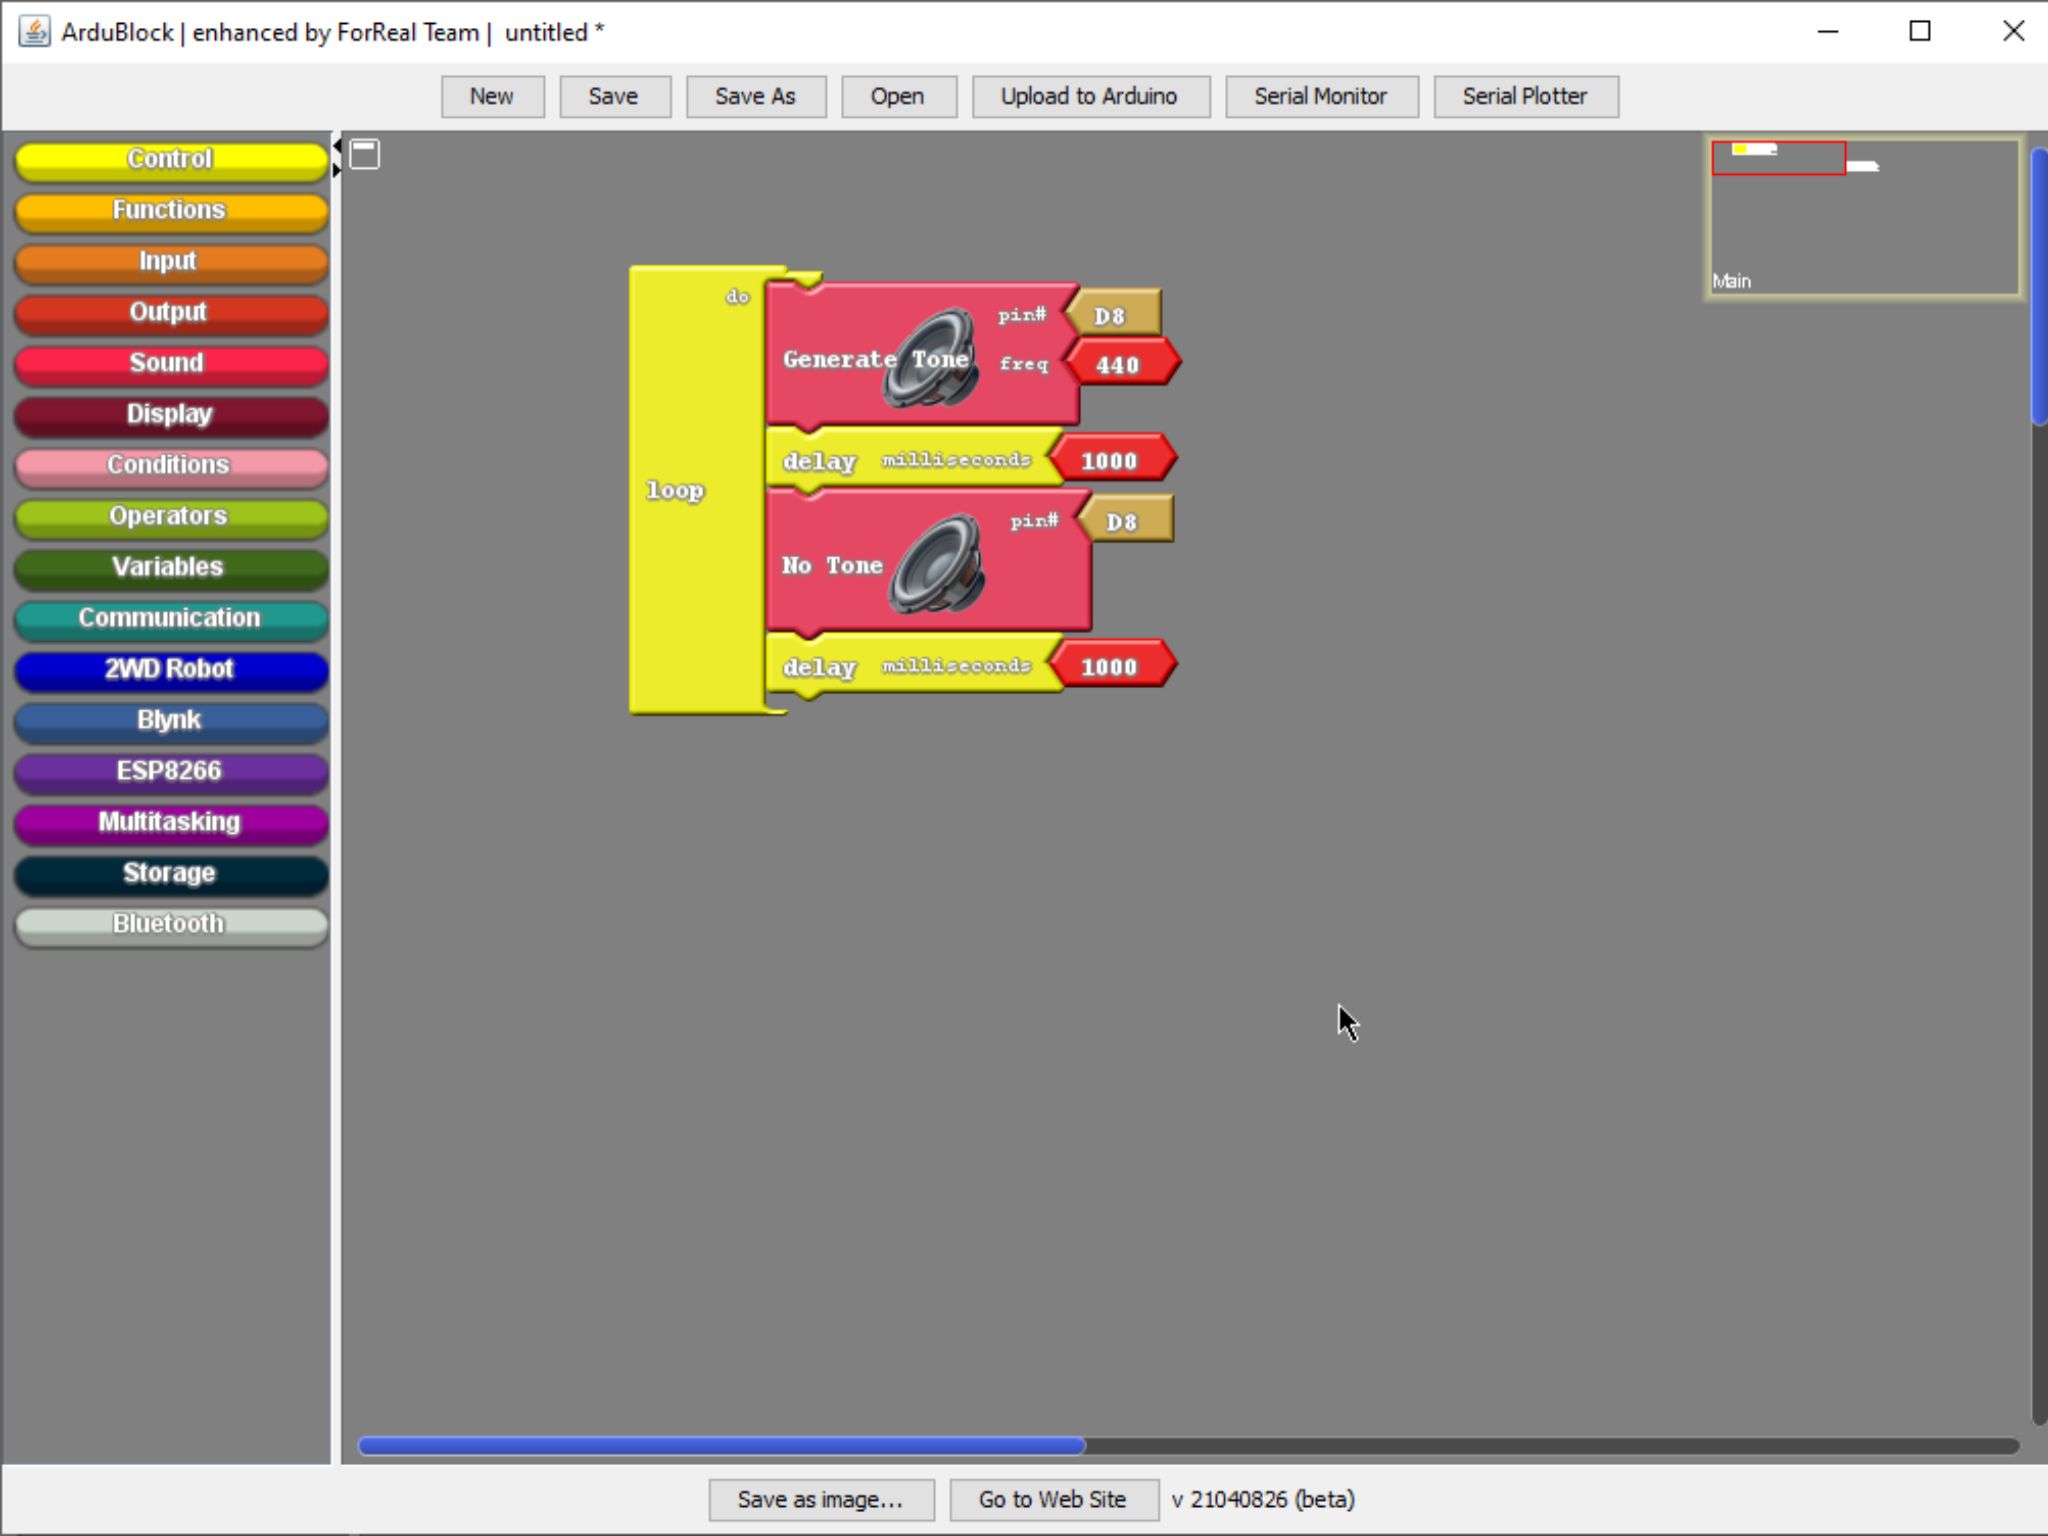 ArduBlock | enhanced by ForReal Team | untitled *
New Save Save As Open Upload to Arduino Serial Monitor Serial Plotter
Control
Functions
Input
Output
Sound
Display
Conditions
Operators
Variables
Communication
2WD Robot
Blynk
ESP8266
Multitasking
Storage
Bluetooth
do
pin# D8
Generate Tone freq 440
delay milliseconds 1000
loop
pin# D8
No Tone
delay milliseconds 1000
Main
Save as image... Go to Web Site v 21040826 (beta)